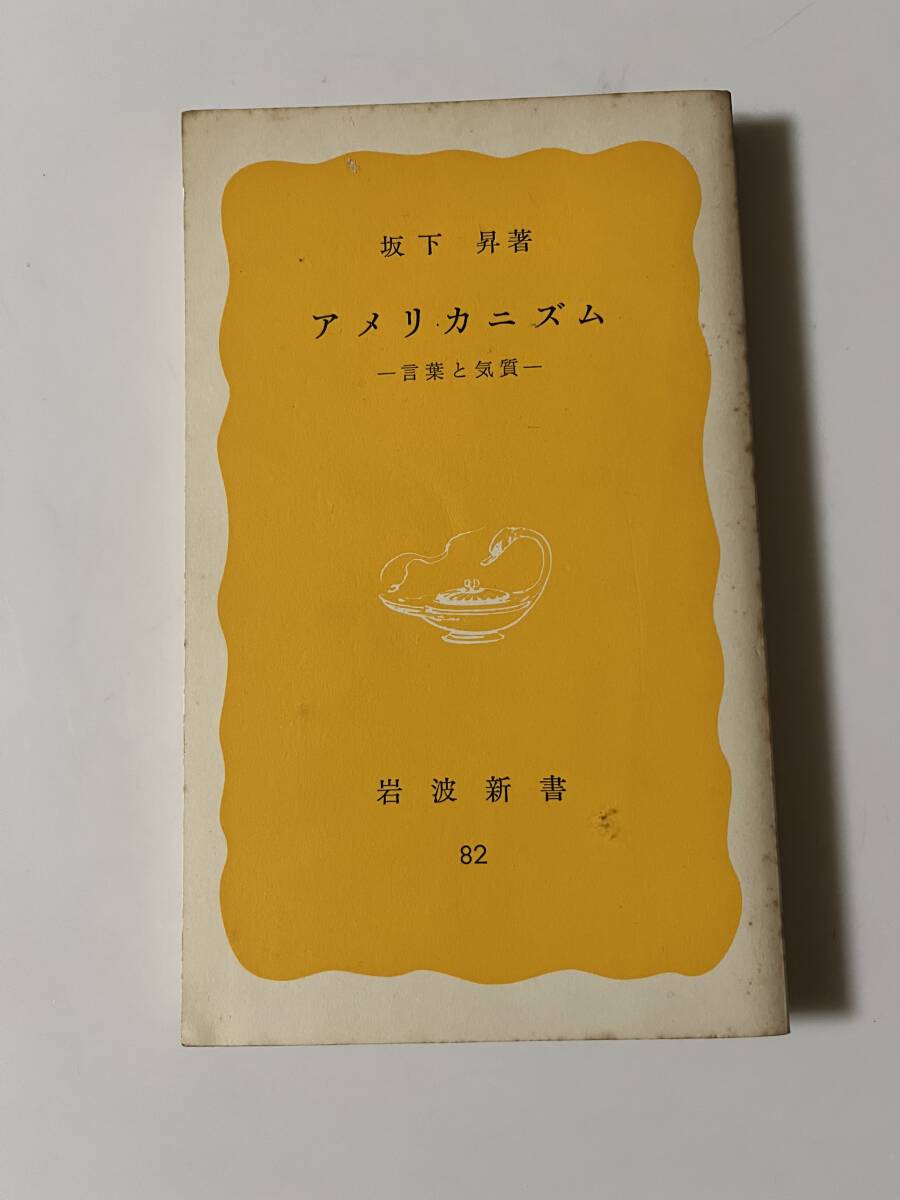 坂下 昇著
アメリカニズム
―言葉と気質―
岩波新書
82